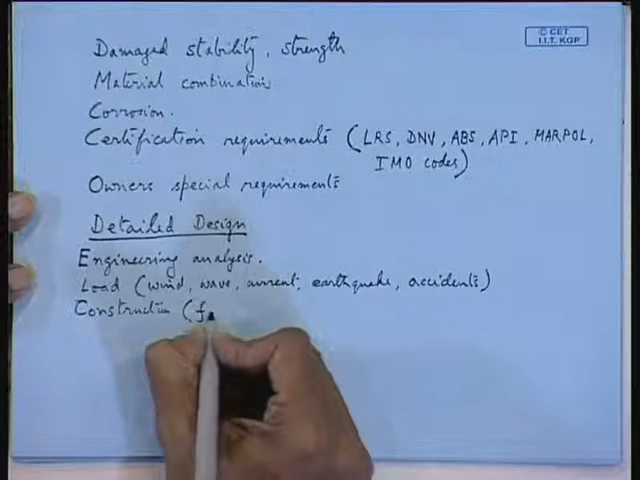 © CET
I.I.T. KGP
Damaged stability, strength
Material combination
Corrosion.
Certification requirements (LRS, DNV, ABS, API, MARPOL,
IMO codes)
Owners special requirements
Detailed Design
Engineering analysis.
Load (wind, wave, current, earthquake, accidents)
Construction (f